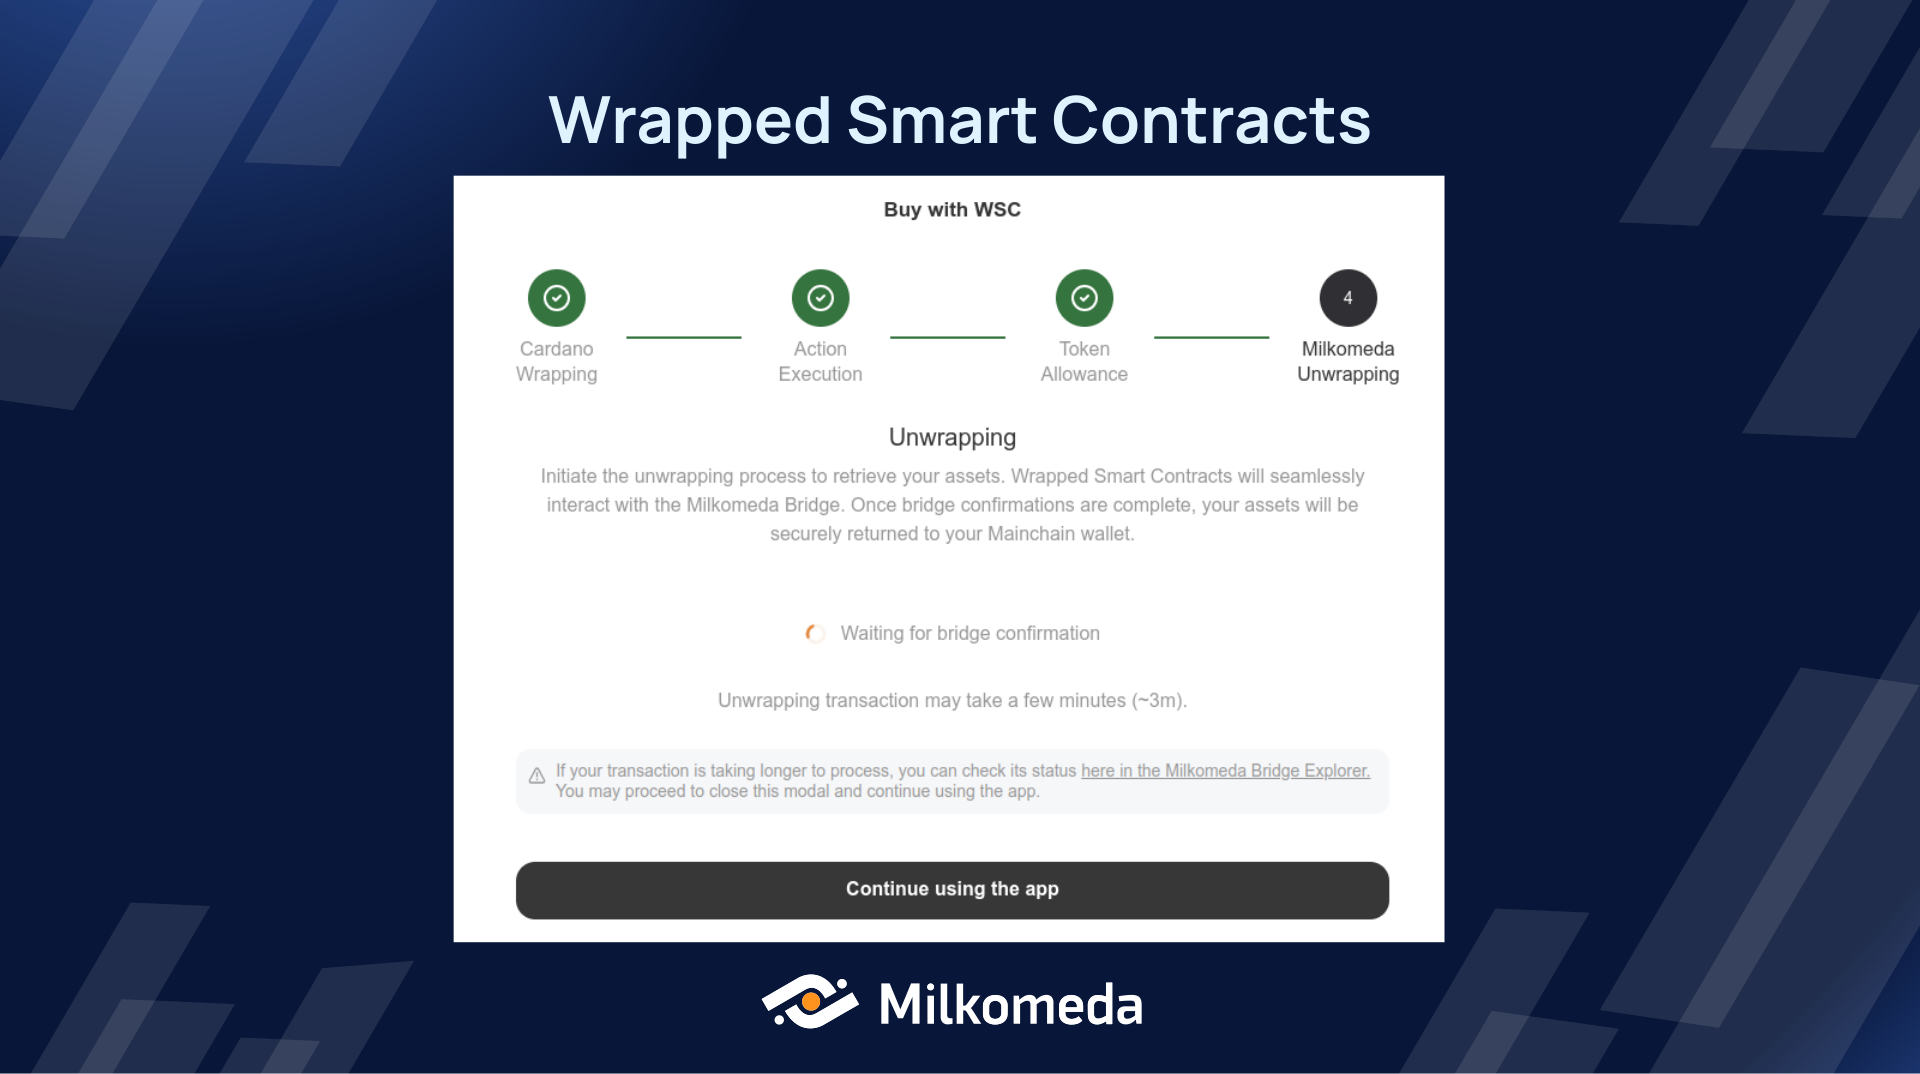 Wrapped Smart Contracts
Buy with WSC
4
Cardano
Wrapping
Action
Execution
Token
Allowance
Milkomeda
Unwrapping
Unwrapping
Initiate the unwrapping process to retrieve your assets. Wrapped Smart Contracts will seamlessly
interact with the Milkomeda Bridge. Once bridge confirmations are complete, your assets will be
securely returned to your Mainchain wallet.
Waiting for bridge confirmation
Unwrapping transaction may take a few minutes (~3m).
If your transaction is taking longer to process, you can check its status here in the Milkomeda Bridge Explorer.
You may proceed to close this modal and continue using the app.
Continue using the app
Milkomeda